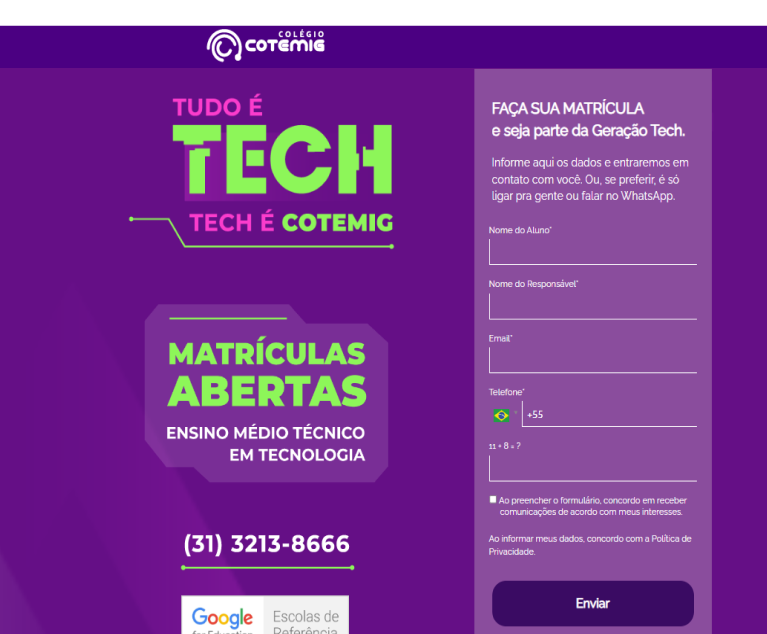 COLÉGIO
COTEMIG
TUDO É
TECH
TECH É COTEMIG
MATRÍCULAS
ABERTAS
ENSINO MÉDIO TÉCNICO
EM TECNOLOGIA
(31) 3213-8666
Google
for Education
Escolas de
Referência
FAÇA SUA MATRÍCULA
e seja parte da Geração Tech.
Informe aqui os dados e entraremos em
contato com você. Ou, se preferir, é só
ligar pra gente ou falar no WhatsApp.
Nome do Aluno*
Nome do Responsável*
Email*
Telefone*
+55
11 + 8 = ?
Ao preencher o formulário, concordo em receber
comunicações de acordo com meus interesses.
Ao informar meus dados, concordo com a Política de
Privacidade.
Enviar